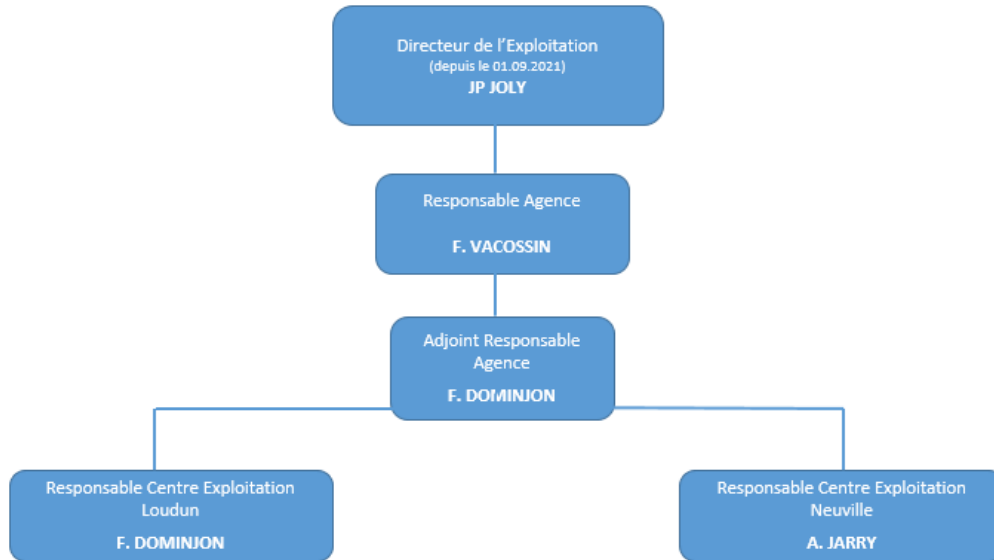 Directeur de l'Exploitation
(depuis le 01.09.2021)
JP JOLY
Responsable Agence
F. VACOSSIN
Adjoint Responsable
Agence
F. DOMINJON
Responsable Centre Exploitation
Loudun
F. DOMINJON
Responsable Centre Exploitation
Neuville
A. JARRY